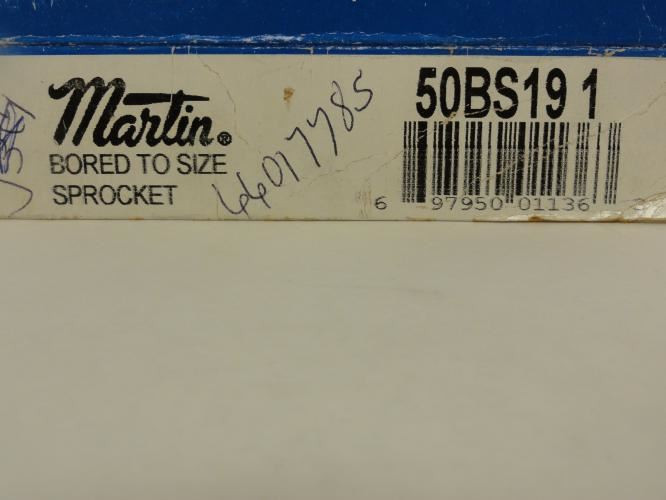 Martin®
BORED TO SIZE
SPROCKET
66017785
50BS19 1
6 97950 01136